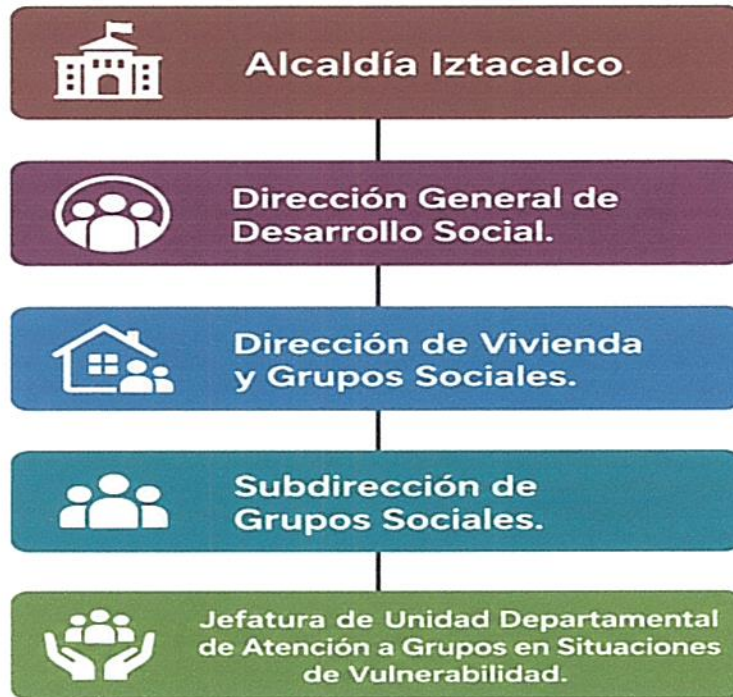 Alcaldía Iztacalco.
Dirección General de
Desarrollo Social.
Dirección de Vivienda
y Grupos Sociales.
Subdirección de
Grupos Sociales.
Jefatura de Unidad Departamental
de Atención a Grupos en Situaciones
de Vulnerabilidad.